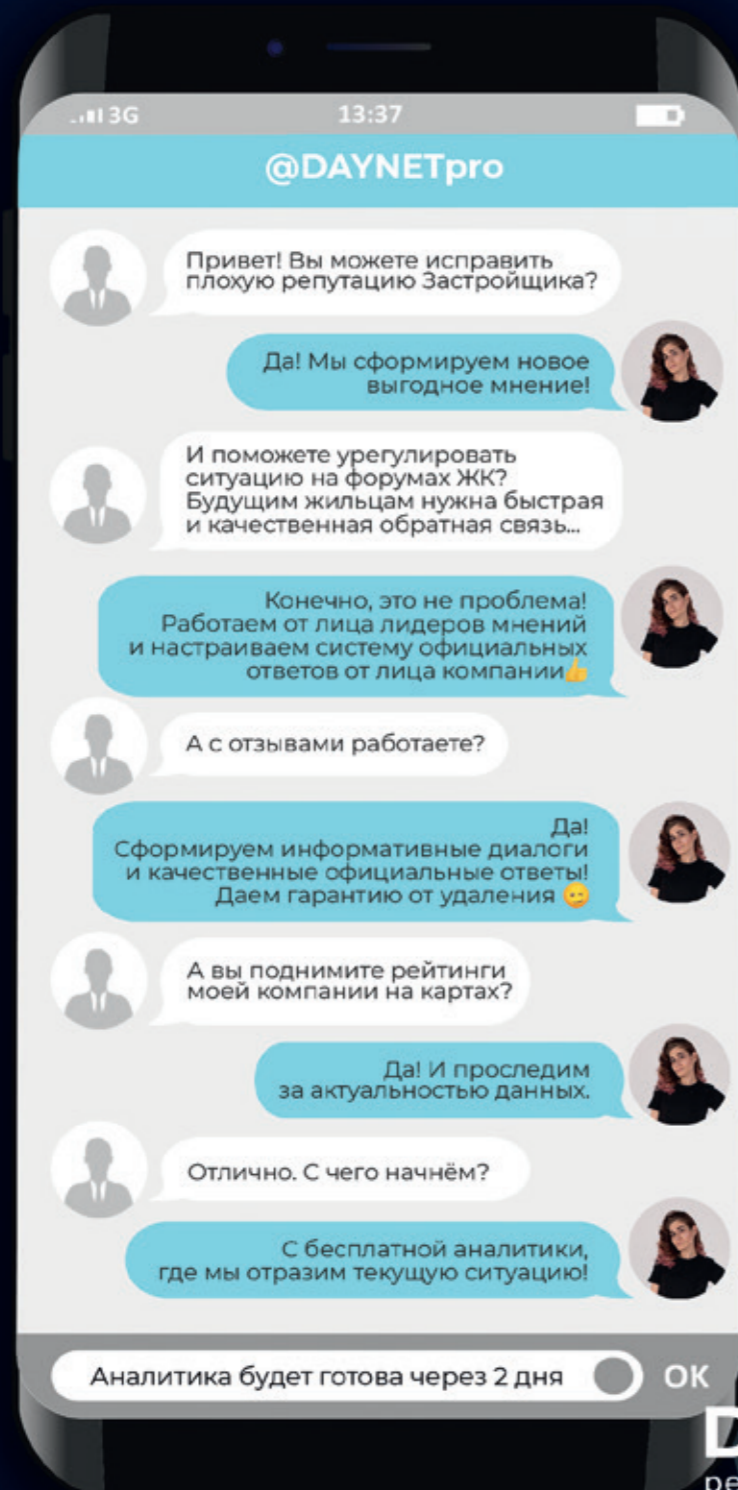 3G
13:37
@DAYNETpro
Привет! Вы можете исправить
плохую репутацию Застройщика?
Да! Мы сформируем новое
выгодное мнение!
И поможете урегулировать
ситуацию на форумах ЖК?
Будущим жильцам нужна быстрая
и качественная обратная связь...
Конечно, это не проблема!
Работаем от лица лидеров мнений
и настраиваем систему официальных
ответов от лица компании👍
А с отзывами работаете?
Да!
Сформируем информативные диалоги
и качественные официальные ответы!
Даем гарантию от удаления 😏
А вы поднимите рейтинги
моей компании на картах?
Да! И проследим
за актуальностью данных.
Отлично. С чего начнём?
С бесплатной аналитики,
где мы отразим текущую ситуацию!
Аналитика будет готова через 2 дня
ОК